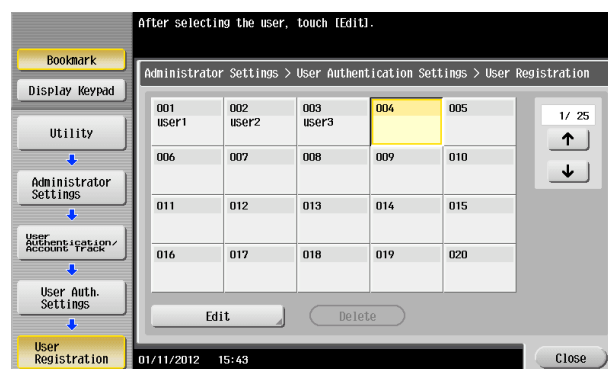 After selecting the user, touch [Edit].
Bookmark
Display Keypad
Utility
Administrator
Settings
User
Authentication/
Account Track
User Auth.
Settings
User
Registration
Administrator Settings > User Authentication Settings > User Registration
001 002 003 004 005
user1 user2 user3
006 007 008 009 010
011 012 013 014 015
016 017 018 019 020
1/ 25
Edit Delete
01/11/2012 15:43
Close